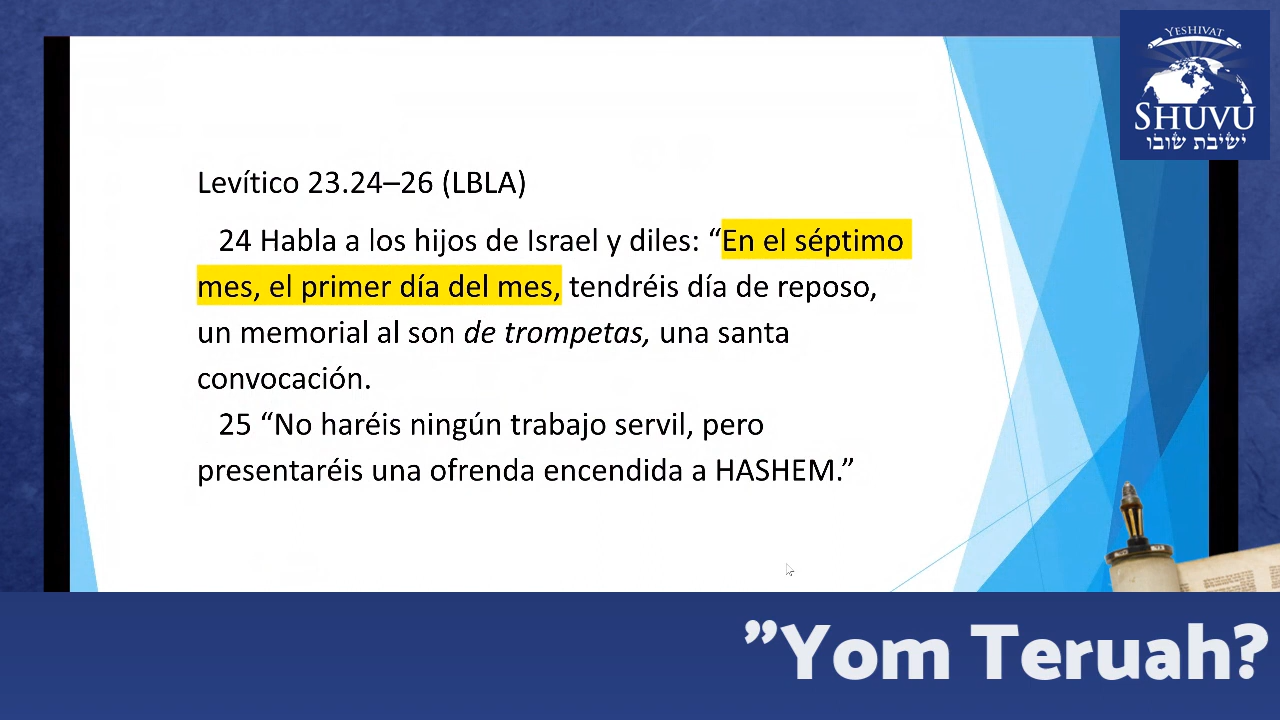 YESHIVAT
SHUVU
ישיבת שובו
Levítico 23.24–26 (LBLA)
24 Habla a los hijos de Israel y diles: “En el séptimo
mes, el primer día del mes, tendréis día de reposo,
un memorial al son de trompetas, una santa
convocación.
25 “No haréis ningún trabajo servil, pero
presentaréis una ofrenda encendida a HASHEM.”
”Yom Teruah?